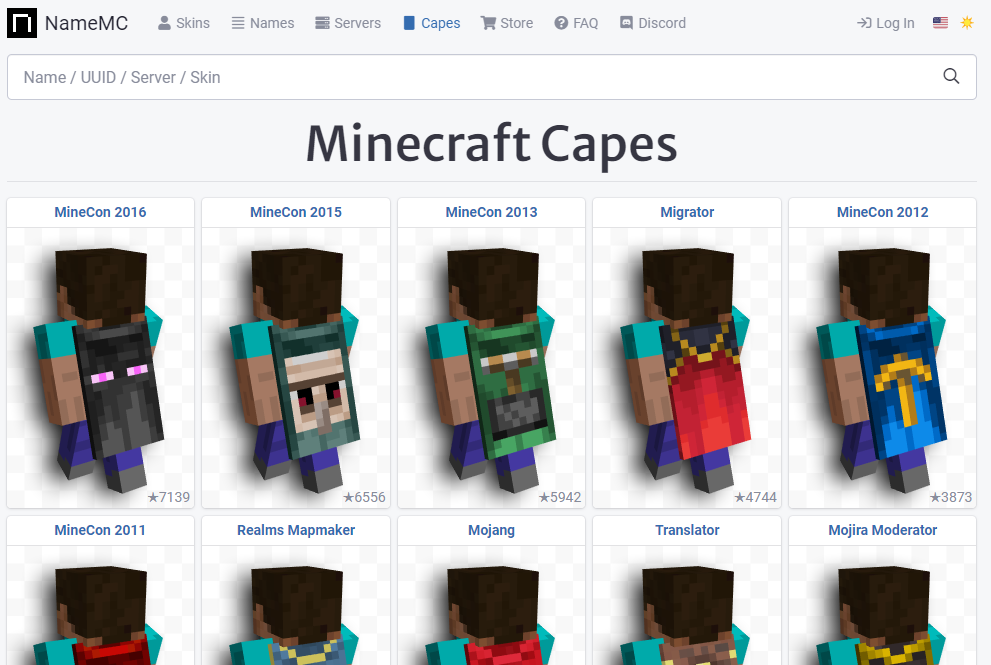 NameMC Skins Names Servers Capes Store FAQ Discord Log In
Name / UUID / Server / Skin
Minecraft Capes
MineCon 2016 MineCon 2015 MineCon 2013 Migrator MineCon 2012
★7139 ★6556 ★5942 ★4744 ★3873
MineCon 2011 Realms Mapmaker Mojang Translator Mojira Moderator